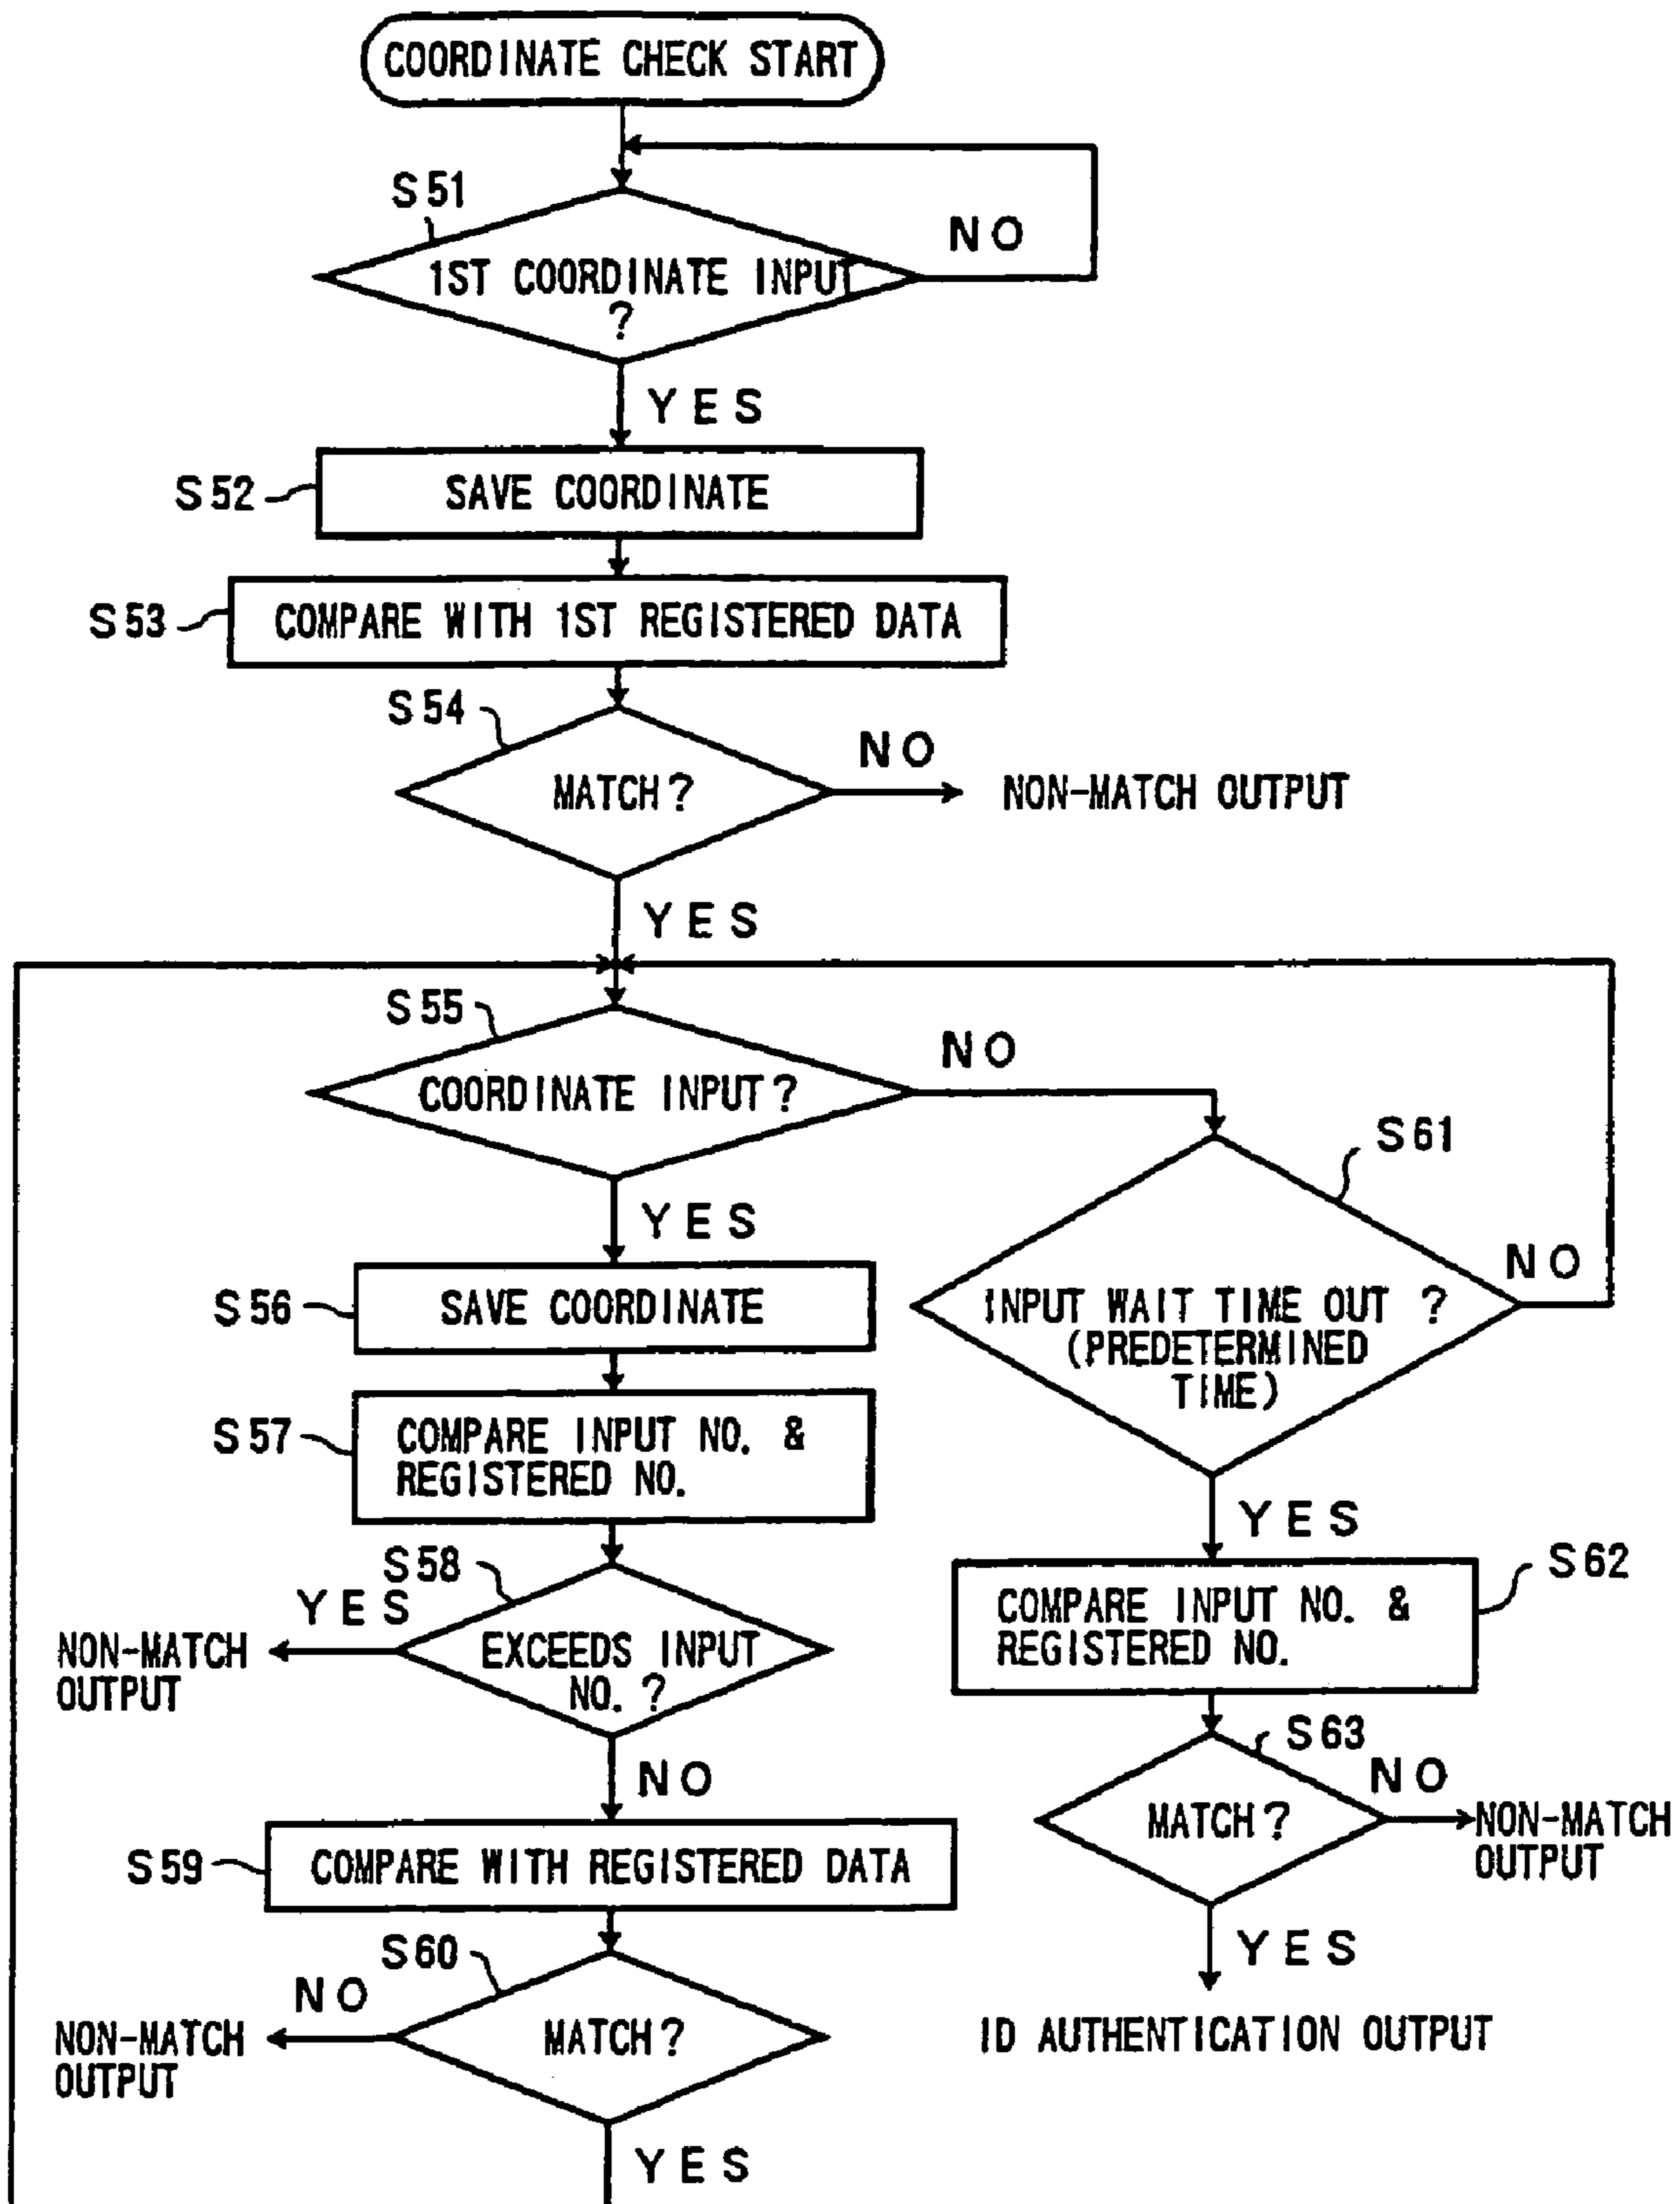 COORDINATE CHECK START
S51
NO
1ST COORDINATE INPUT
?
YES
S52
SAVE COORDINATE
S53
COMPARE WITH 1ST REGISTERED DATA
S54
NO
MATCH?
NON-MATCH OUTPUT
YES
S55
NO
COORDINATE INPUT?
S61
YES
NO
S56
SAVE COORDINATE
INPUT WAIT TIME OUT ?
(PREDETERMINED
TIME)
S57
COMPARE INPUT NO. &
REGISTERED NO.
YES
S58
YES
S62
COMPARE INPUT NO. &
REGISTERED NO.
NON-MATCH
OUTPUT
EXCEEDS INPUT
NO. ?
S63
NO
NO
MATCH?
NON-MATCH
OUTPUT
S59
COMPARE WITH REGISTERED DATA
S60
YES
NO
NON-MATCH
OUTPUT
MATCH?
ID AUTHENTICATION OUTPUT
YES